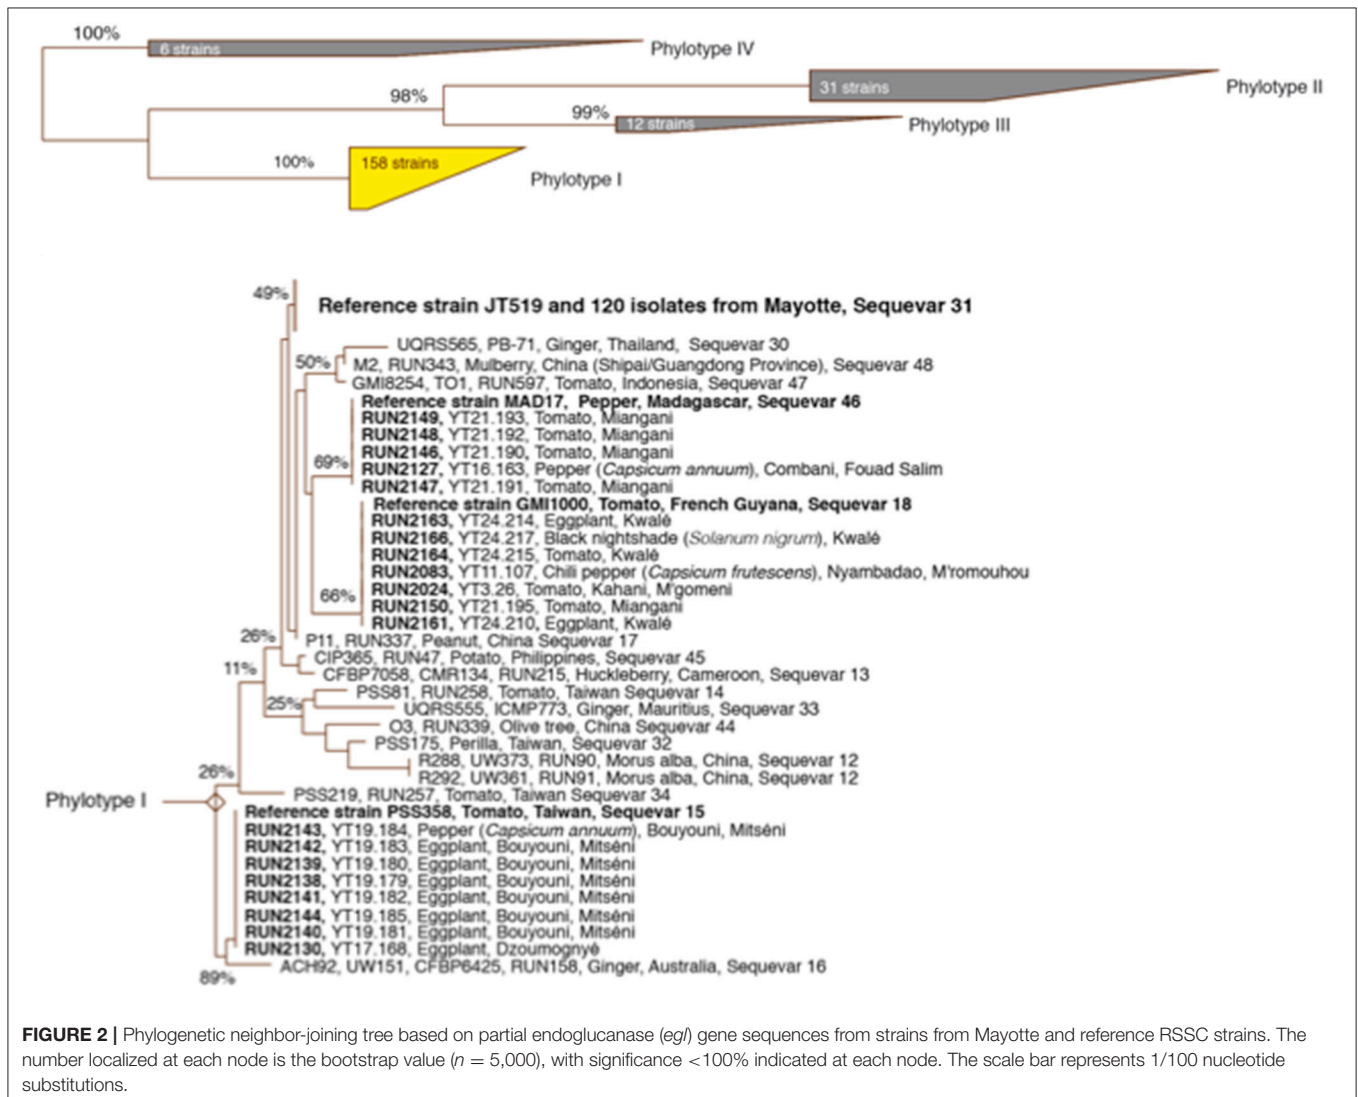 100%
6 strains
Phylotype IV
98%
31 strains
Phylotype II
99%
12 strains
Phylotype III
100%
158 strains
Phylotype I
49%
Reference strain JT519 and 120 isolates from Mayotte, Sequevar 31
UQRS565, PB-71, Ginger, Thailand, Sequevar 30
50%
M2, RUN343, Mulberry, China (Shipai/Guangdong Province), Sequevar 48
GMI8254, TO1, RUN597, Tomato, Indonesia, Sequevar 47
Reference strain MAD17, Pepper, Madagascar, Sequevar 46
RUN2149, YT21.193, Tomato, Miangani
RUN2148, YT21.192, Tomato, Miangani
RUN2146, YT21.190, Tomato, Miangani
69%
RUN2127, YT16.163, Pepper (Capsicum annuum), Combani, Fouad Salim
RUN2147, YT21.191, Tomato, Miangani
Reference strain GMI1000, Tomato, French Guyana, Sequevar 18
RUN2163, YT24.214, Eggplant, Kwalé
RUN2166, YT24.217, Black nightshade (Solanum nigrum), Kwalé
RUN2164, YT24.215, Tomato, Kwalé
RUN2083, YT11.107, Chili pepper (Capsicum frutescens), Nyambadao, M'romouhou
66%
RUN2024, YT3.26, Tomato, Kahani, M'gomeni
RUN2150, YT21.195, Tomato, Miangani
RUN2161, YT24.210, Eggplant, Kwalé
26%
P11, RUN337, Peanut, China Sequevar 17
CIP365, RUN47, Potato, Philippines, Sequevar 45
11%
CFBP7058, CMR134, RUN215, Huckleberry, Cameroon, Sequevar 13
PSS81, RUN258, Tomato, Taiwan Sequevar 14
25%
UQRS555, ICMP773, Ginger, Mauritius, Sequevar 33
O3, RUN339, Olive tree, China Sequevar 44
PSS175, Perilla, Taiwan, Sequevar 32
R288, UW373, RUN90, Morus alba, China, Sequevar 12
R292, UW361, RUN91, Morus alba, China, Sequevar 12
26%
PSS219, RUN257, Tomato, Taiwan Sequevar 34
Phylotype I
Reference strain PSS358, Tomato, Taiwan, Sequevar 15
RUN2143, YT19.184, Pepper (Capsicum annuum), Bouyouni, Mitséni
RUN2142, YT19.183, Eggplant, Bouyouni, Mitséni
RUN2139, YT19.180, Eggplant, Bouyouni, Mitséni
RUN2138, YT19.179, Eggplant, Bouyouni, Mitséni
RUN2141, YT19.182, Eggplant, Bouyouni, Mitséni
RUN2144, YT19.185, Eggplant, Bouyouni, Mitséni
RUN2140, YT19.181, Eggplant, Bouyouni, Mitséni
RUN2130, YT17.168, Eggplant, Dzoumognyé
ACH92, UW151, CFBP6425, RUN158, Ginger, Australia, Sequevar 16
89%
FIGURE 2 | Phylogenetic neighbor-joining tree based on partial endoglucanase (egl) gene sequences from strains from Mayotte and reference RSSC strains. The
number localized at each node is the bootstrap value (n = 5,000), with significance <100% indicated at each node. The scale bar represents 1/100 nucleotide
substitutions.